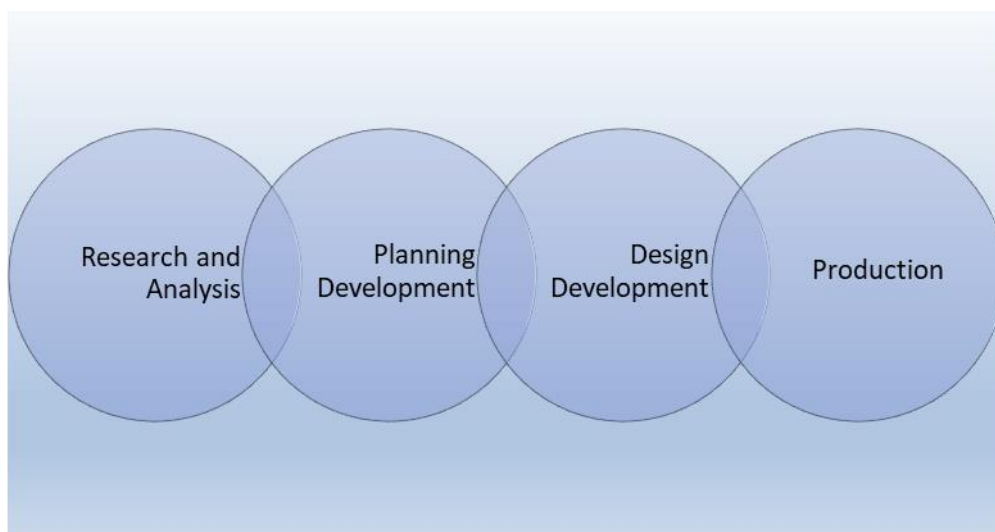 Research and
Analysis
Planning
Development
Design
Development
Production